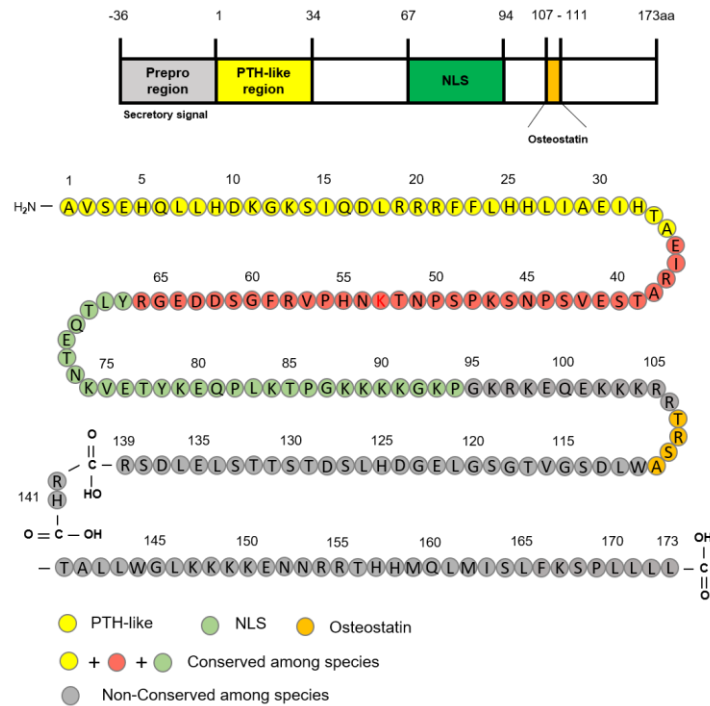 -36 1 34 67 94 107 - 111 173aa
Prepro region
PTH-like region
NLS
Secretory signal
Osteostatin
1 5 10 15 20 25 30
H₂N – AVSEHQLLHDKGKSIQDLRRRFFLHHLIAEIHTA
E
I
R
A
65 60 55 50 45 40
TLYRGEDDSGFRVPHNKTNPSPKSNPSVEST
Q
E
T
N
75 80 85 90 95 100 105
KVETYKEQPLKTPGKKKKGKPGKRKEQEKKKRR
T
R
S
139 135 130 125 120 115
RSDLELSTTSTDSLHDGELGSGTVGSDLWA
O
C
HO
R
141 H
O = C – OH
145 150 155 160 165 170 173
– TALLWGLKKKKENNRRTHHMQLMISLFKSPLLLL –
OH
C
O
PTH-like
NLS
Osteostatin
+ + Conserved among species
Non-Conserved among species